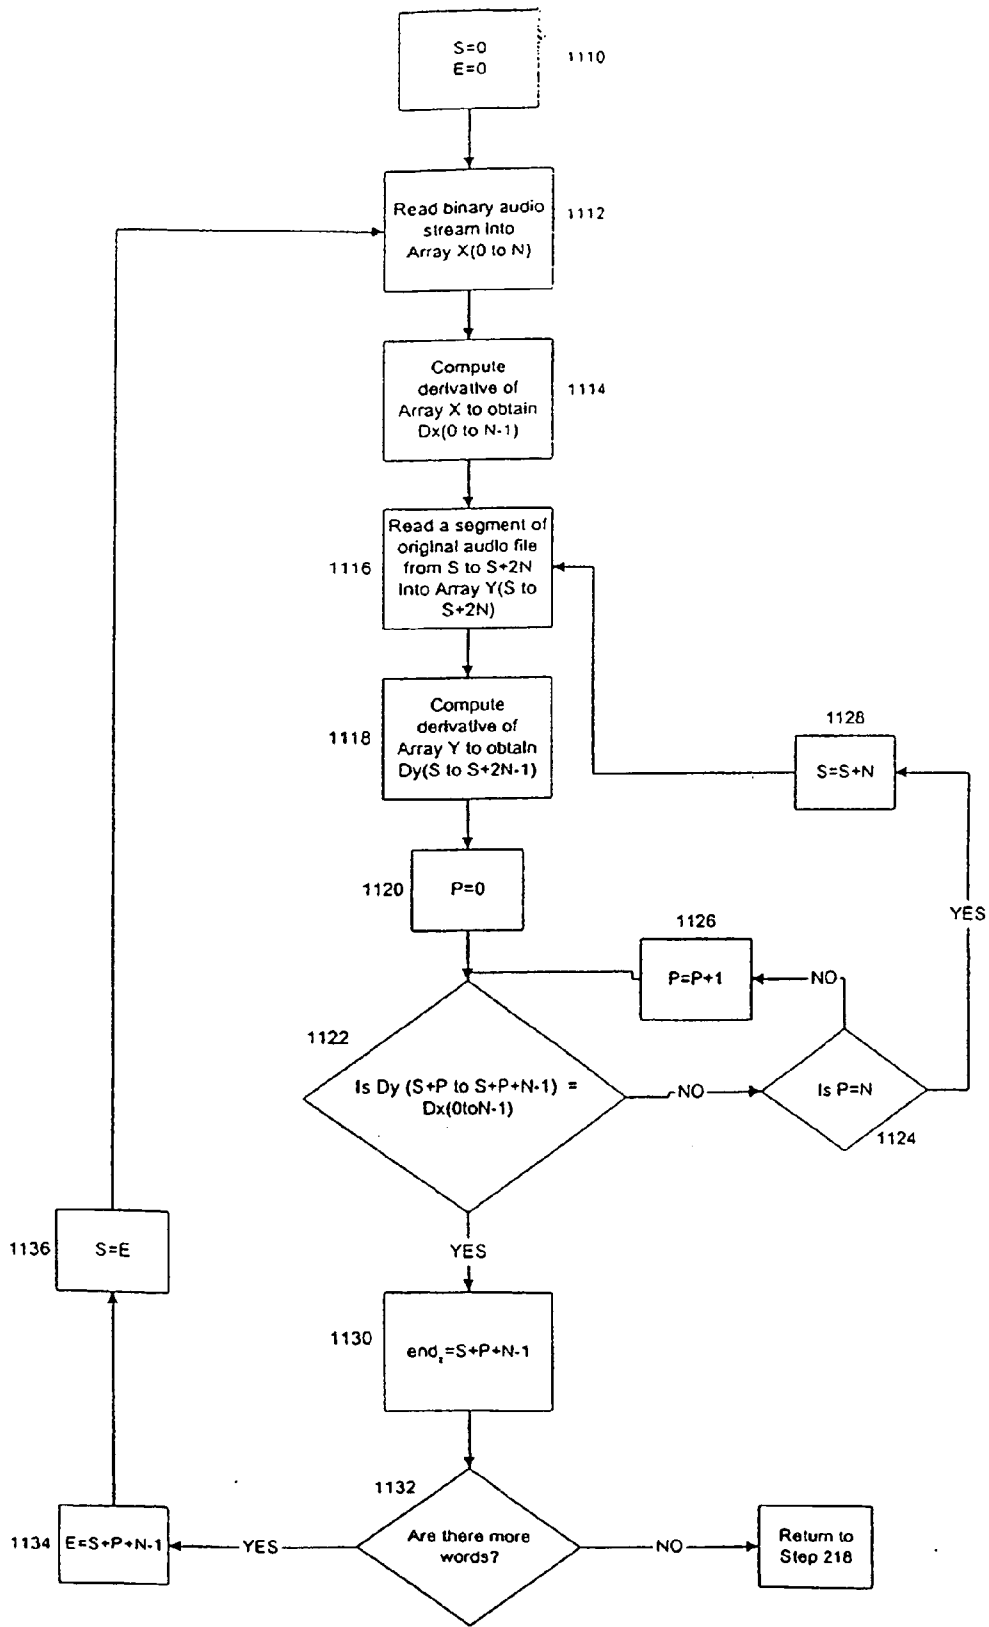 S=0
E=0
1110
Read binary audio
stream into
Array X(0 to N)
1112
Compute
derivative of
Array X to obtain
Dx(0 to N-1)
1114
Read a segment of
original audio file
from S to S+2N
Into Array Y(S to
S+2N)
1116
Compute
derivative of
Array Y to obtain
Dy(S to S+2N-1)
1118
1128
S=S+N
P=0
1120
YES
1126
P=P+1
NO
1122
Is Dy (S+P to S+P+N-1) =
Dx(0toN-1)
NO
Is P=N
1124
YES
1136
S=E
1130
end_z=S+P+N-1
1132
Are there more
words?
1134
E=S+P+N-1
YES
NO
Return to
Step 218